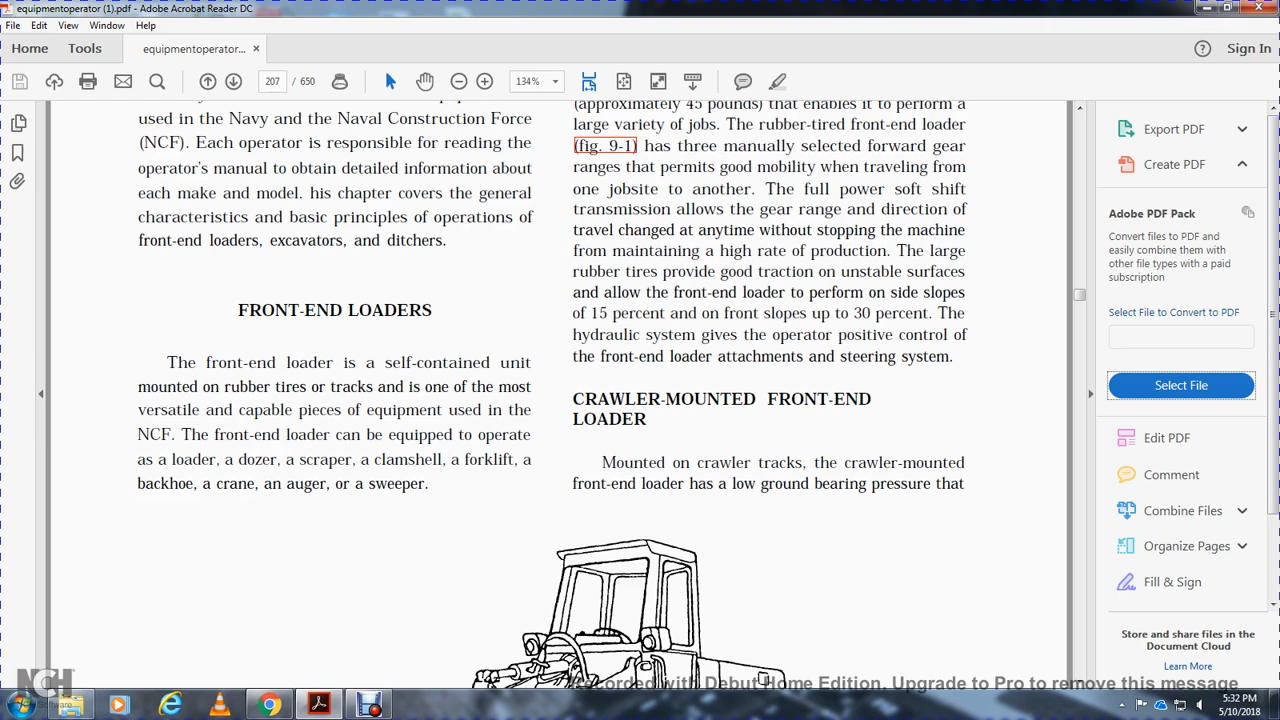 equipmentoperator (1).pdf - Adobe Acrobat Reader DC
File Edit View Window Help
Home Tools equipmentoperator... × Sign In
207 / 650 134%
used in the Navy and the Naval Construction Force
(NCF). Each operator is responsible for reading the
operator's manual to obtain detailed information about
each make and model. his chapter covers the general
characteristics and basic principles of operations of
front-end loaders, excavators, and ditchers.
FRONT-END LOADERS
The front-end loader is a self-contained unit
mounted on rubber tires or tracks and is one of the most
versatile and capable pieces of equipment used in the
NCF. The front-end loader can be equipped to operate
as a loader, a dozer, a scraper, a clamshell, a forklift, a
backhoe, a crane, an auger, or a sweeper.
(approximately 45 pounds) that enables it to perform a
large variety of jobs. The rubber-tired front-end loader
(fig. 9-1) has three manually selected forward gear
ranges that permits good mobility when traveling from
one jobsite to another. The full power soft shift
transmission allows the gear range and direction of
travel changed at anytime without stopping the machine
from maintaining a high rate of production. The large
rubber tires provide good traction on unstable surfaces
and allow the front-end loader to perform on side slopes
of 15 percent and on front slopes up to 30 percent. The
hydraulic system gives the operator positive control of
the front-end loader attachments and steering system.
CRAWLER-MOUNTED FRONT-END
LOADER
Mounted on crawler tracks, the crawler-mounted
front-end loader has a low ground bearing pressure that
Export PDF
Create PDF
Adobe PDF Pack
Convert files to PDF and
easily combine them with
other file types with a paid
subscription
Select File to Convert to PDF
Select File
Edit PDF
Comment
Combine Files
Organize Pages
Fill & Sign
Store and share files in the
Document Cloud
Learn More
NCH Software
Recorded with Debut Home Edition. Upgrade to Pro to remove this message
5:32 PM
5/10/2018